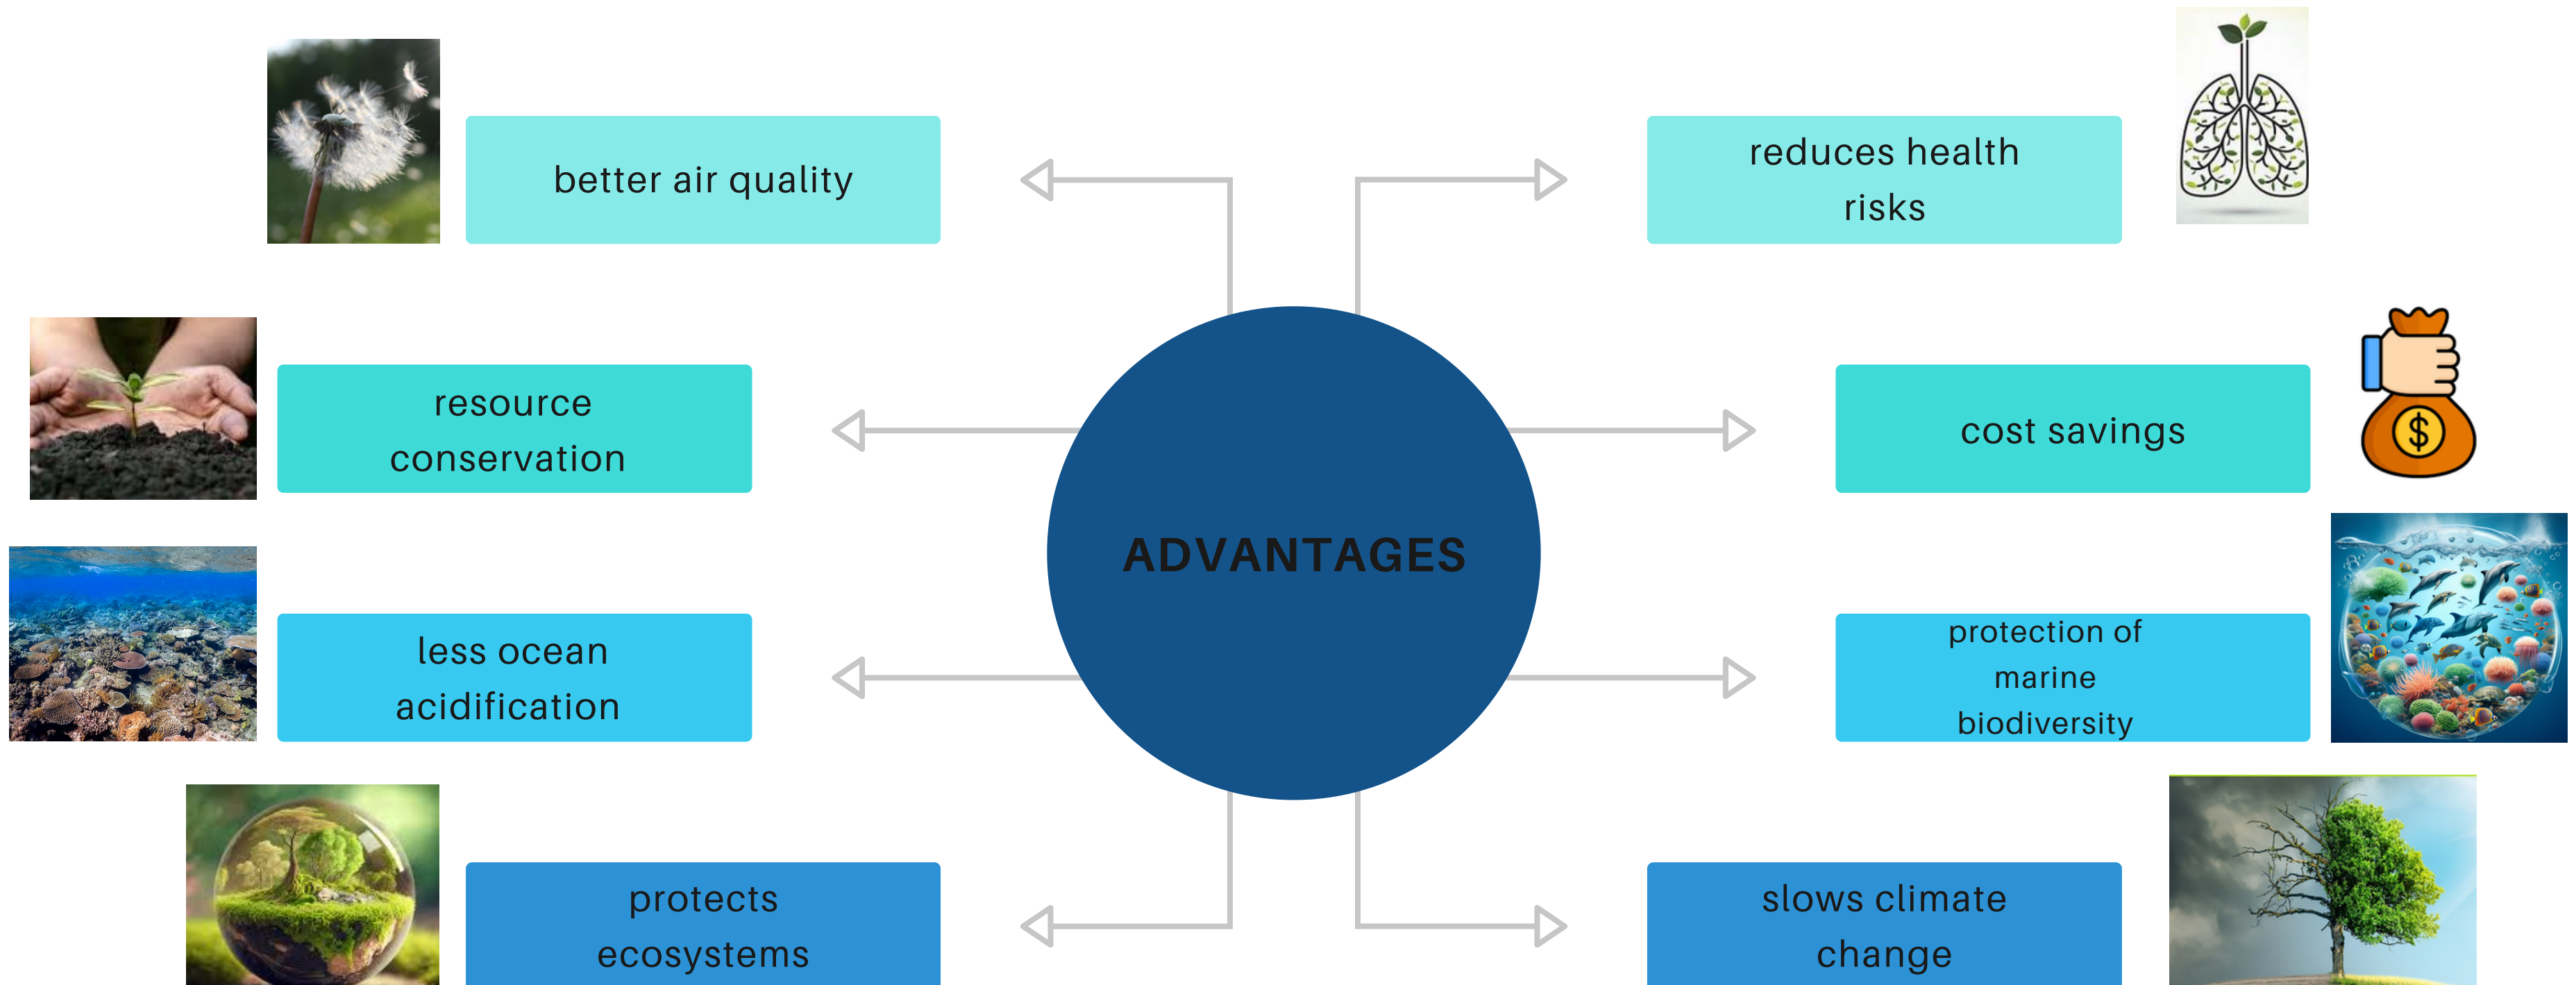 better air quality
reduces health
risks
resource
conservation
cost savings
$
ADVANTAGES
less ocean
acidification
protection of
marine
biodiversity
protects
ecosystems
slows climate
change